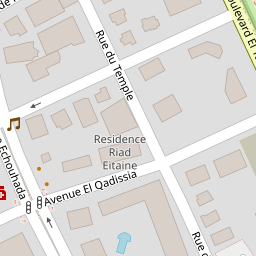 Rue du Temple
Boulevard El
Echouhada
Residence
Riad
Eitaine
Avenue El Qadissia
Rue